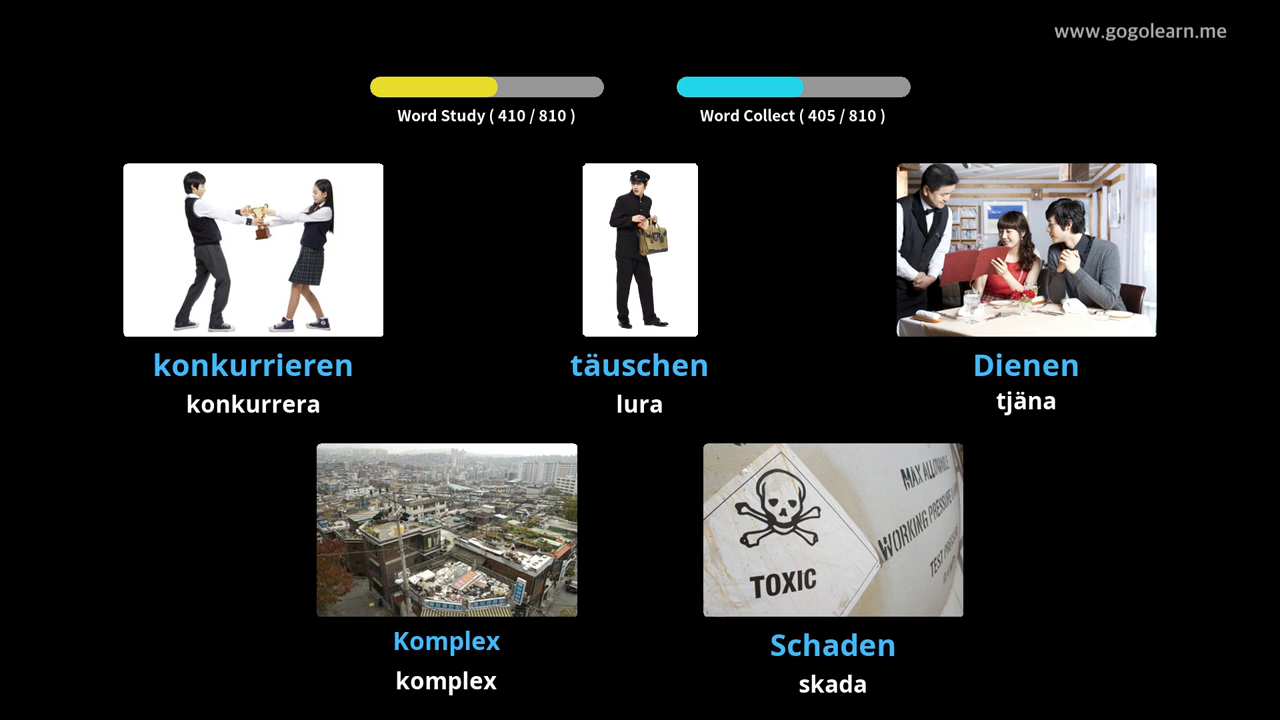 www.gogolearn.me
Word Study ( 410 / 810 )
Word Collect ( 405 / 810 )
konkurrieren
konkurrera
täuschen
lura
Dienen
tjäna
MAX ALLOWABLE
WORKING PRESSURE
TOXIC
Komplex
komplex
Schaden
skada